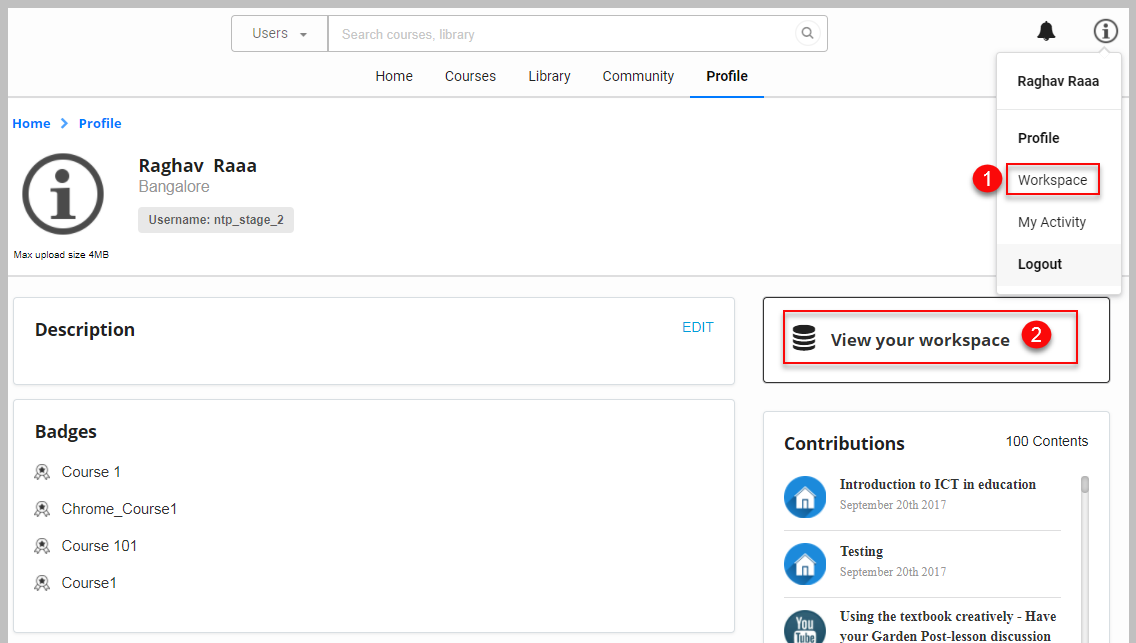 Users
Search courses, library
Home Courses Library Community Profile
Raghav Raaa
Profile
1
Workspace
My Activity
Logout
Home Profile
Raghav Raaa
Bangalore
Username: ntp_stage_2
Max upload size 4MB
Description
EDIT
View your workspace
2
Badges
Course 1
Chrome_Course1
Course 101
Course1
Contributions
100 Contents
Introduction to ICT in education
September 20th 2017
Testing
September 20th 2017
You
Tube
Using the textbook creatively - Have
your Garden Post-lesson discussion